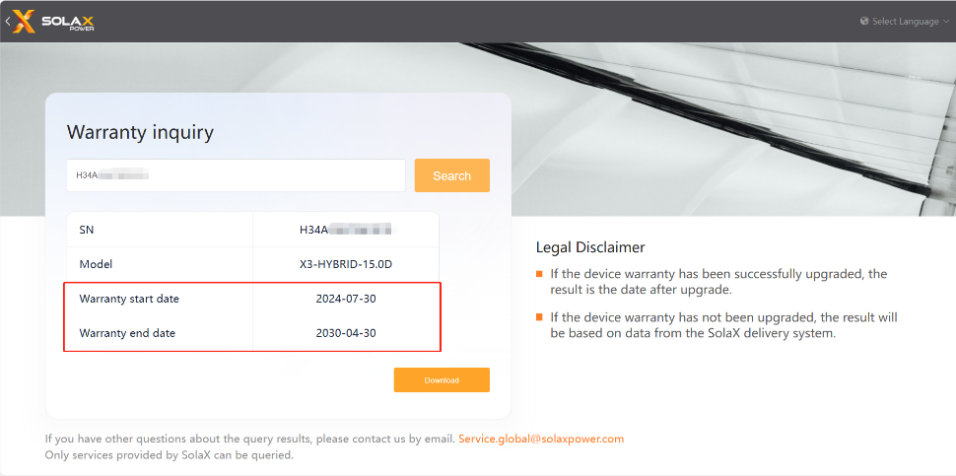 SOLAX
POWER
Select Language
Warranty inquiry
H34A
Search
SN H34A
Model X3-HYBRID-15.0D
Warranty start date 2024-07-30
Warranty end date 2030-04-30
Download
Legal Disclaimer
If the device warranty has been successfully upgraded, the
result is the date after upgrade.
If the device warranty has not been upgraded, the result will
be based on data from the SolaX delivery system.
If you have other questions about the query results, please contact us by email. Service.global@solaxpower.com
Only services provided by SolaX can be queried.